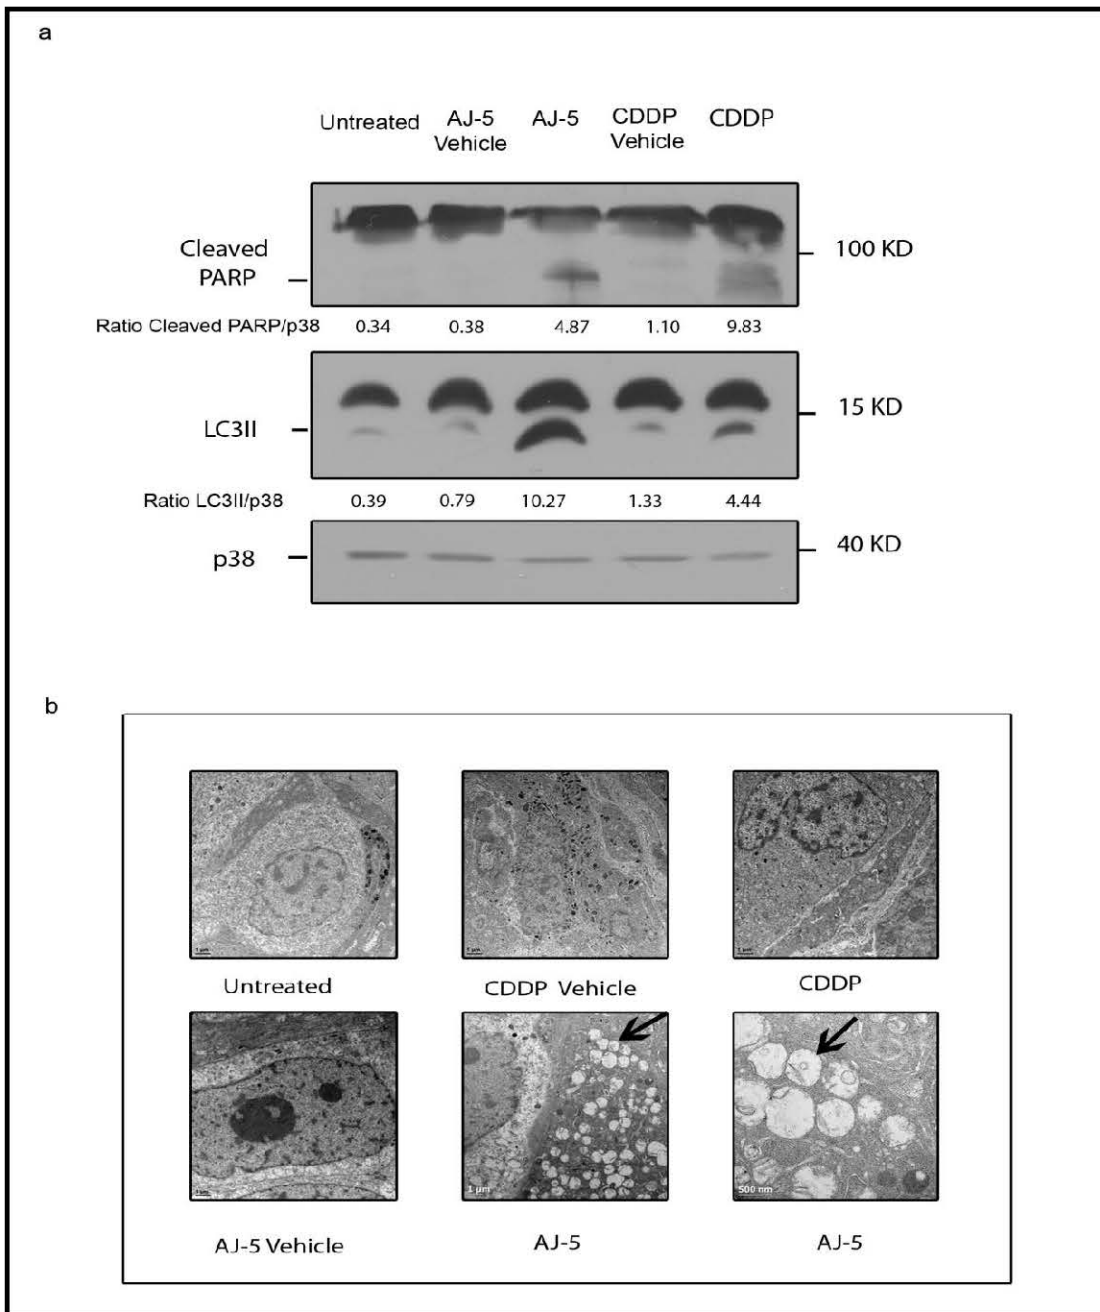 a
Untreated
AJ-5
Vehicle
AJ-5
CDDP
Vehicle
CDDP
Cleaved
PARP
100 KD
Ratio Cleaved PARP/p38 0.34 0.38 4.87 1.10 9.83
LC3II
15 KD
Ratio LC3II/p38 0.39 0.79 10.27 1.33 4.44
p38
40 KD
b
Untreated
CDDP Vehicle
CDDP
1 µm
500 nm
AJ-5 Vehicle
AJ-5
AJ-5